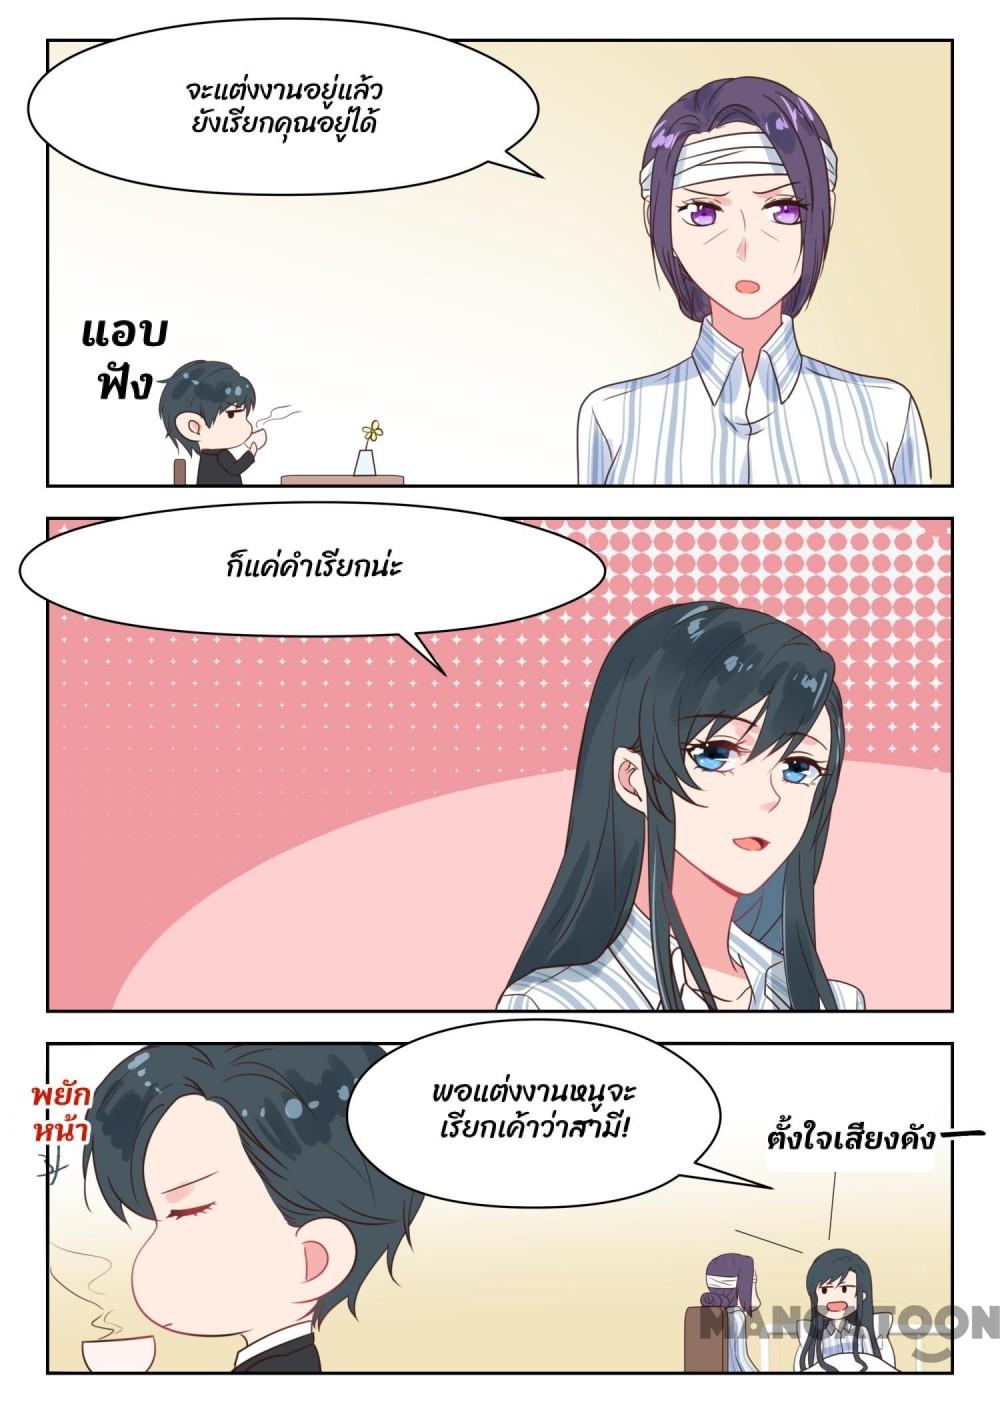 จะแต่งงานอยู่แล้ว
ยังเรียกคุณอยู่ได้
แอบ
ฟัง
ก็แค่คำเรียกน่ะ
พยัก
หน้า
พอแต่งงานหนูจะ
เรียกเค้าว่าสามี!
ตั้งใจเสียงดัง
MANGATOON